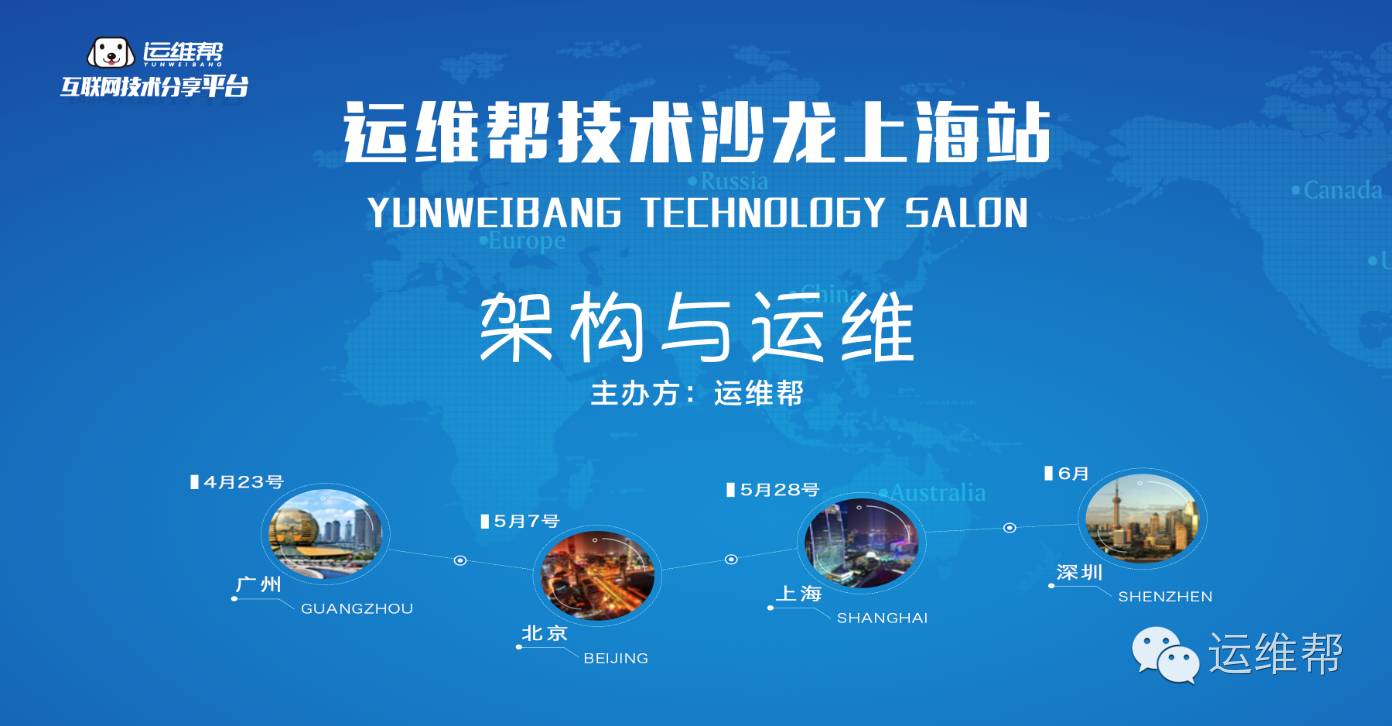 运维帮
YUNWEIBANG
互联网技术分享平台
运维帮技术沙龙上海站
Russia
Canada
YUNWEIBANG TECHNOLOGY SALON
Europe
U
China
架构与运维
主办方：运维帮
4月23号
广州
GUANGZHOU
5月7号
北京
BEIJING
5月28号
Australia
上海
SHANGHAI
6月
深圳
SHENZHEN
运维帮